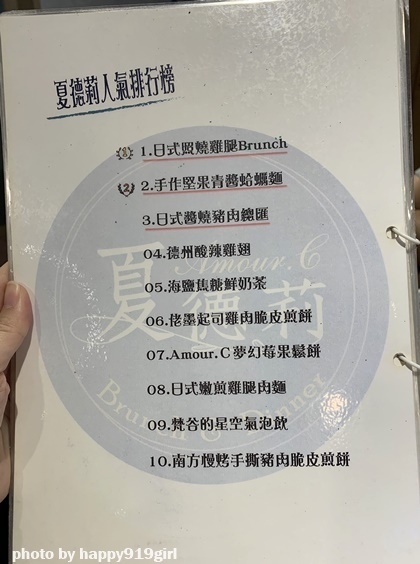 夏德莉人氣排行榜
1.日式照燒雞腿Brunch
2.手作堅果青醬蛤蠣麵
3.日式醬燒豬肉總匯
04.德州酸辣雞翅
05.海鹽焦糖鮮奶茶
06.佬墨起司雞肉脆皮煎餅
07.Amour.C夢幻莓果鬆餅
08.日式嫩煎雞腿肉麵
09.梵谷的星空氣泡飲
10.南方慢烤手撕豬肉脆皮煎餅
Amour.C
夏德莉
Brunch & Dinner
photo by happy919girl